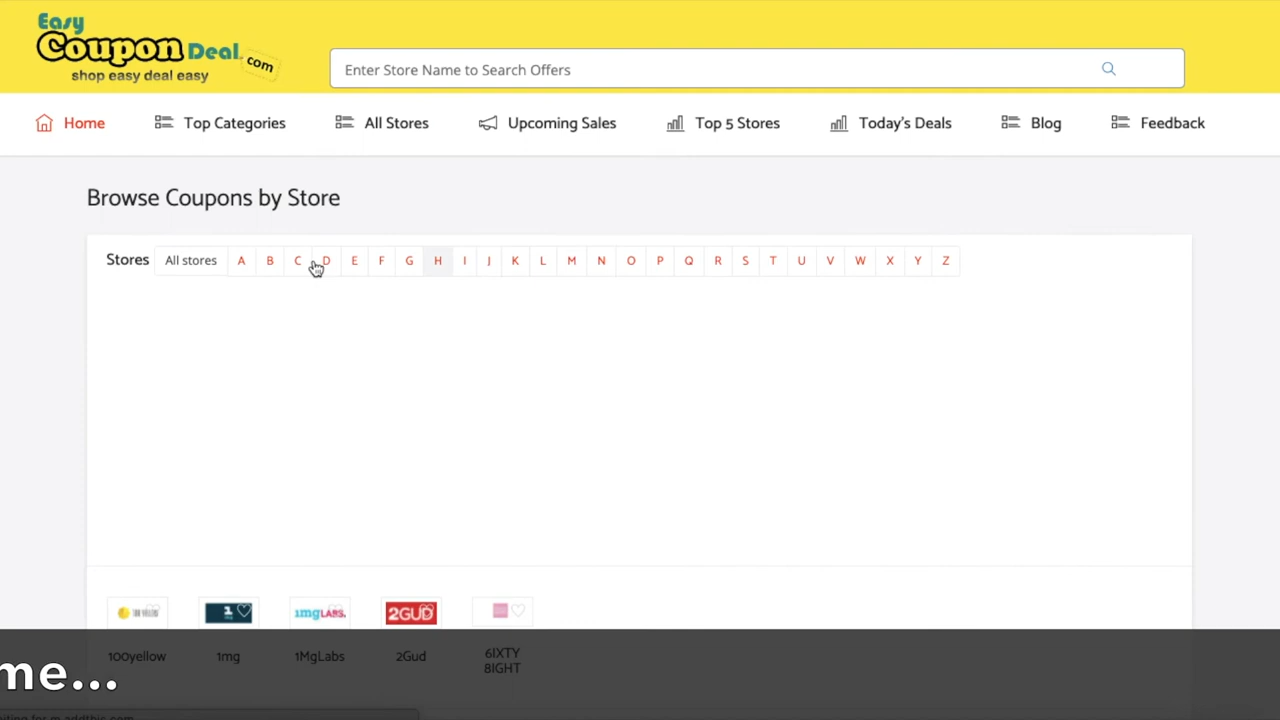 Easy
Coupon Deal.com
shop easy deal easy
Enter Store Name to Search Offers
Home Top Categories All Stores Upcoming Sales Top 5 Stores Today's Deals Blog Feedback
Browse Coupons by Store
Stores All stores A B C D E F G H I J K L M N O P Q R S T U V W X Y Z
1 1mgLABS. 2GUD
100yellow 1mg 1MgLabs 2Gud 6IXTY
8IGHT
me...